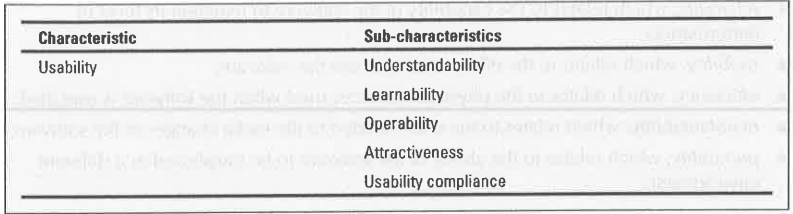 Characteristic Sub-characteristics
Usability Understandability
Learnability
Operability
Attractiveness
Usability compliance